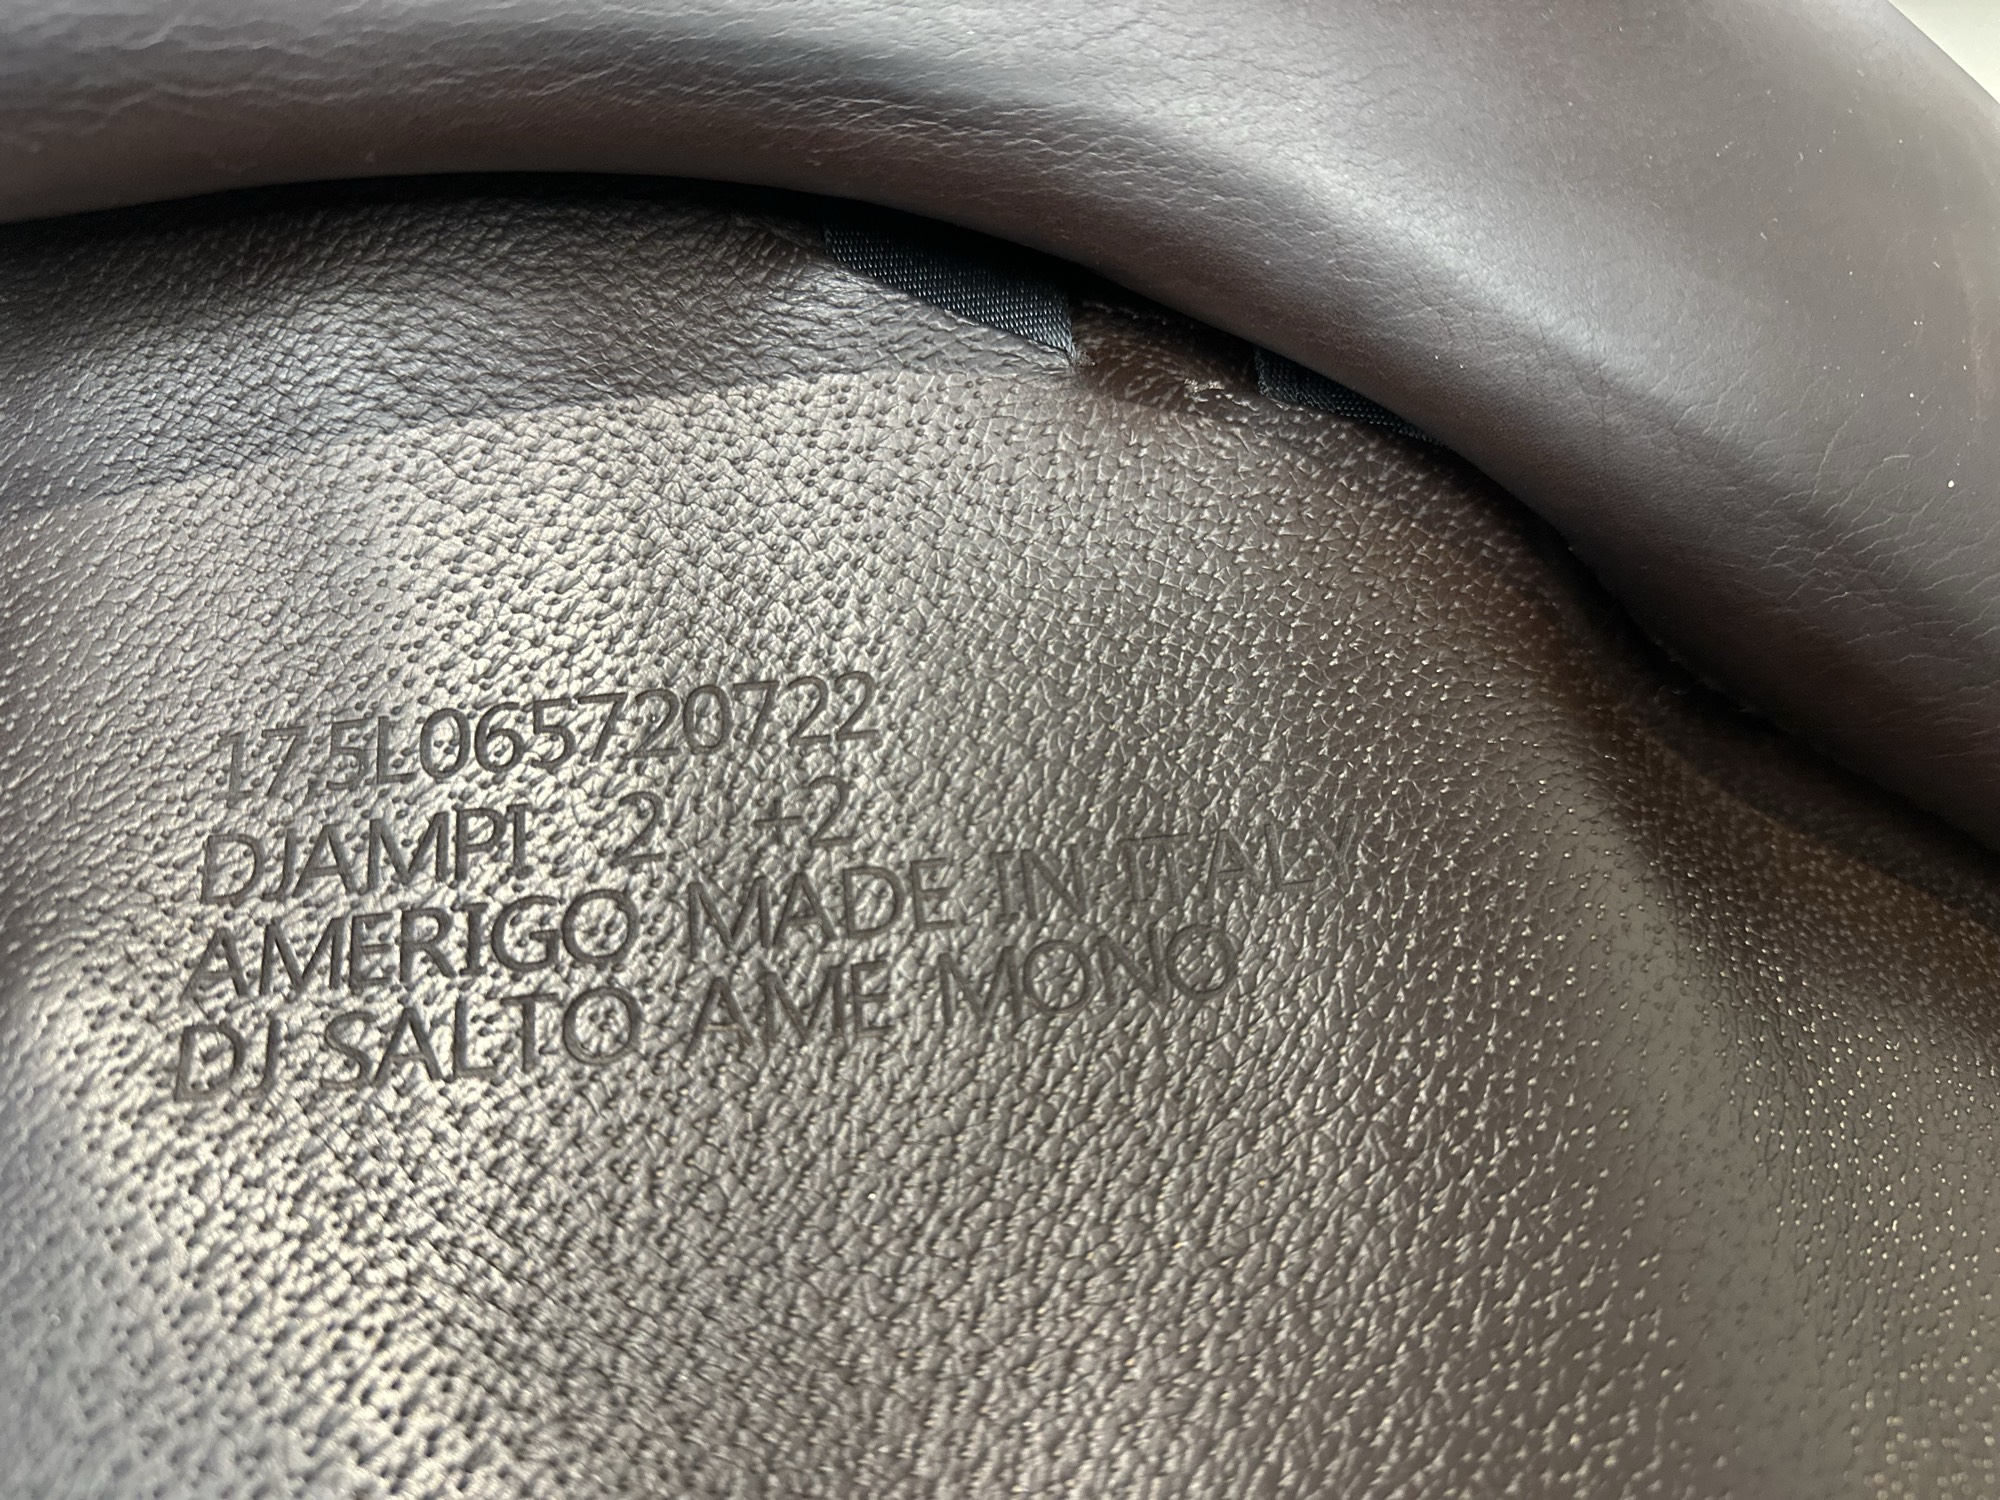 17,5L065720722
DJAMPI 2 +2
AMERIGO MADE IN ITALY
DJ SALTO AME MONO